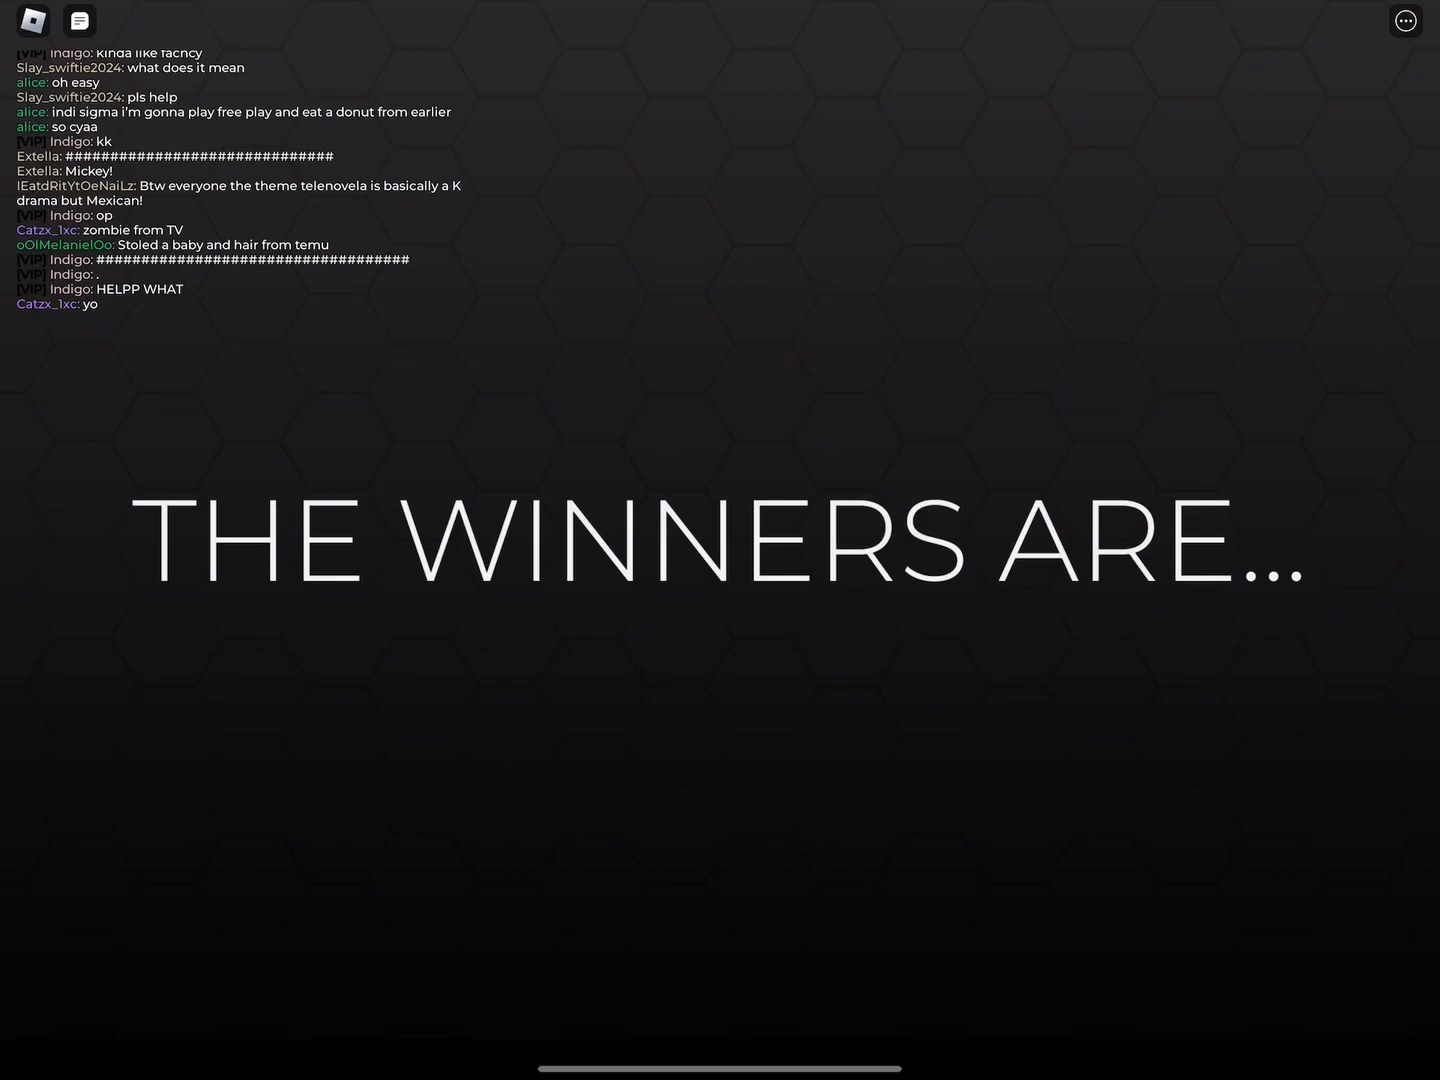 [VIP] Indigo: kinda like facncy
Slay_swiftie2024: what does it mean
alice: oh easy
Slay_swiftie2024: pls help
alice: indi sigma i'm gonna play free play and eat a donut from earlier
alice: so cyaa
[VIP] Indigo: kk
Extella: ##############################
Extella: Mickey!
IEatdRitYtOeNaiLz: Btw everyone the theme telenovela is basically a K
drama but Mexican!
[VIP] Indigo: op
Catzx_1xc: zombie from TV
oOlMelanielOo: Stoled a baby and hair from temu
[VIP] Indigo: ###################################
[VIP] Indigo: .
[VIP] Indigo: HELPP WHAT
Catzx_1xc: yo
THE WINNERS ARE...